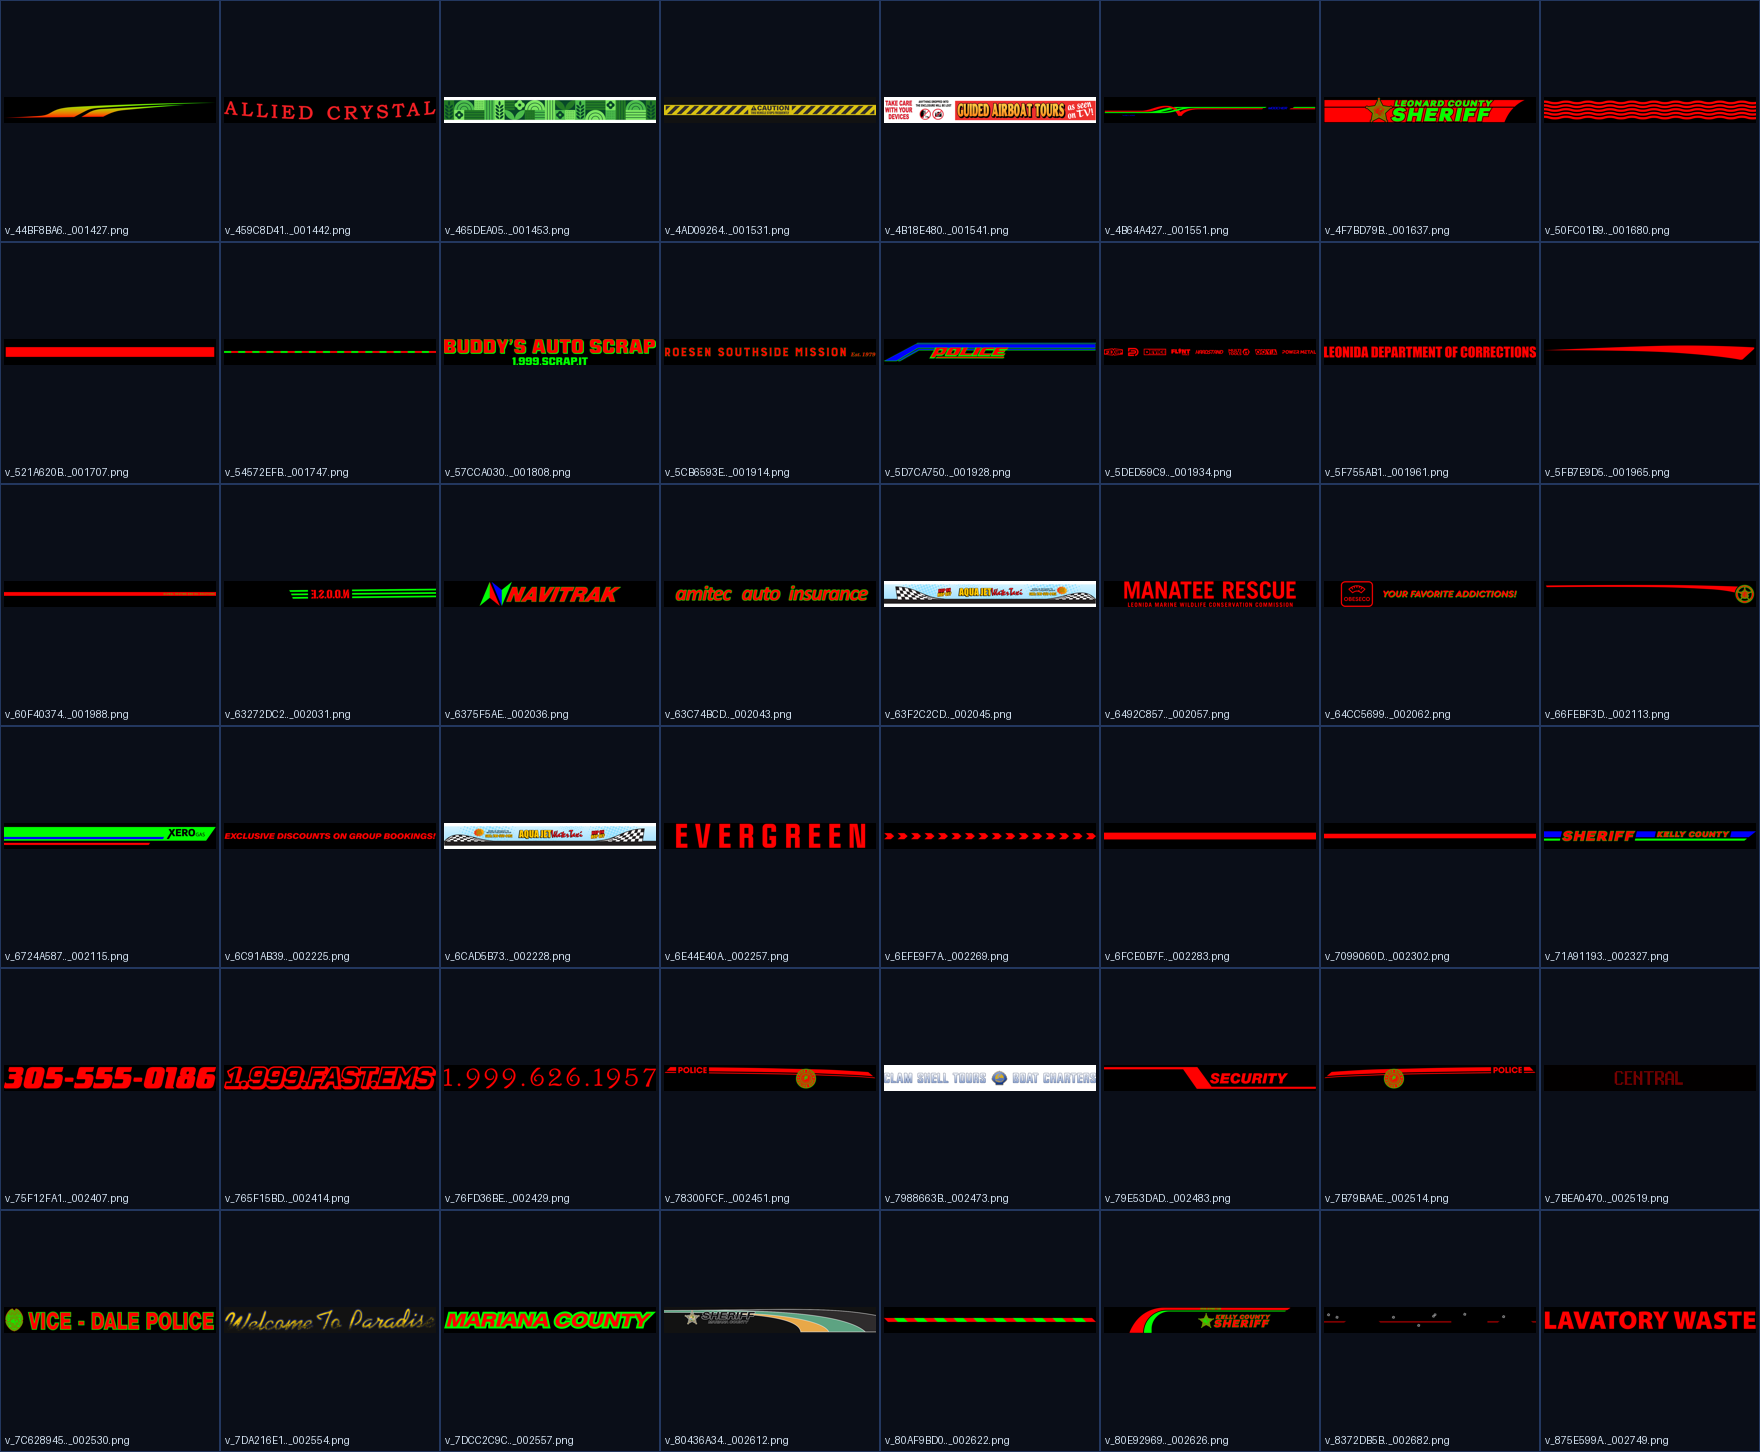 ALLIED CRYSTAL
CAUTION
TAKE CARE WITH YOUR DEVICES
GUIDED AIRBOAT TOURS as seen on TV!
LEONARD COUNTY
SHERIFF
v_44BF8BA6.._001427.png
v_459C8D41.._001442.png
v_465DEA05.._001453.png
v_4AD09264.._001531.png
v_4B18E480.._001541.png
v_4B64A427.._001551.png
v_4F7BD79B.._001637.png
v_50FC01B9.._001680.png
BUDDY'S AUTO SCRAP
1.999.SCRAP.IT
ROESEN SOUTHSIDE MISSION Est. 1970
POLICE
LEONIDA DEPARTMENT OF CORRECTIONS
v_521A620B.._001707.png
v_54572EFB.._001747.png
v_57CCA030.._001808.png
v_5CB6593E.._001914.png
v_5D7CA750.._001928.png
v_5DED59C9.._001934.png
v_5F755AB1.._001961.png
v_5FB7E9D5.._001965.png
NAVITRAK
amitec auto insurance
AQUA JET Water Taxi
MANATEE RESCUE
LEONIDA MARINE WILDLIFE CONSERVATION COMMISSION
YOUR FAVORITE ADDICTIONS!
v_60F40374.._001988.png
v_63272DC2.._002031.png
v_6375F5AE.._002036.png
v_63C74BCD.._002043.png
v_63F2C2CD.._002045.png
v_6492C857.._002057.png
v_64CC5699.._002062.png
v_66FEBF3D.._002113.png
XERO GAS
EXCLUSIVE DISCOUNTS ON GROUP BOOKINGS!
AQUA JET Water Taxi
EVERGREEN
SHERIFF KELLY COUNTY
v_6724A587.._002115.png
v_6C91AB39.._002225.png
v_6CAD5B73.._002228.png
v_6E44E40A.._002257.png
v_6EFE9F7A.._002269.png
v_6FCE0B7F.._002283.png
v_7099060D.._002302.png
v_71A91193.._002327.png
305-555-0186
1.999.FAST.EMS
1.999.626.1957
POLICE
CLAM SHELL TOURS BOAT CHARTERS
SECURITY
POLICE
CENTRAL
v_75F12FA1.._002407.png
v_765F15BD.._002414.png
v_76FD36BE.._002429.png
v_78300FCF.._002451.png
v_7988663B.._002473.png
v_79E53DAD.._002483.png
v_7B79BAAE.._002514.png
v_7BEA0470.._002519.png
VICE - DALE POLICE
Welcome To Paradise
MARIANA COUNTY
SHERIFF
KELLY COUNTY
SHERIFF
LAVATORY WASTE
v_7C628945.._002530.png
v_7DA216E1.._002554.png
v_7DCC2C9C.._002557.png
v_80436A34.._002612.png
v_80AF9BD0.._002622.png
v_80E92969.._002626.png
v_8372DB5B.._002682.png
v_875E599A.._002749.png